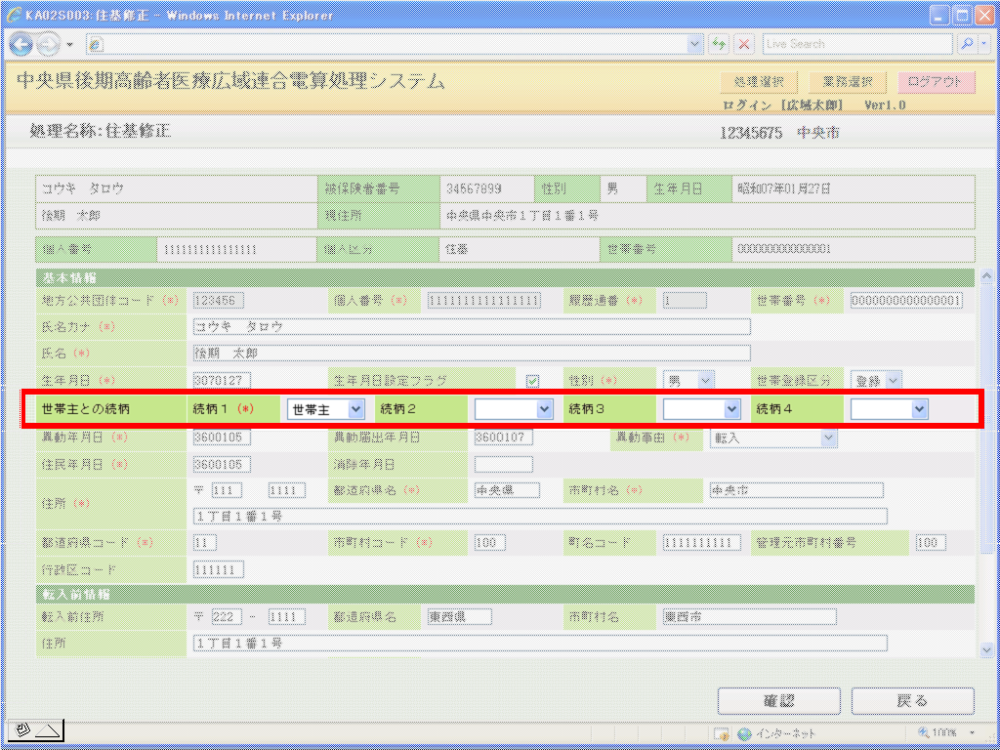 KA02S003:住基修正 - Windows Internet Explorer
Live Search
中央県後期高齢者医療広域連合電算処理システム
処理選択 業務選択 ログアウト
ログイン [広域太郎] Ver1.0
処理名称:住基修正 12345675 中央市
コウキ タロウ 被保険者番号 34567899 性別 男 生年月日 昭和07年01月27日
後期 太郎 現住所 中央県中央市1丁目1番1号
個人番号 111111111111111 個人区分 住基 世帯番号 000000000000001
基本情報
地方公共団体コード (*) 123456 個人番号 (*) 111111111111111 履歴通番 (*) 1 世帯番号 (*) 000000000000001
氏名カナ (*) コウキ タロウ
氏名 (*) 後期 太郎
生年月日 (*) 3070127 生年月日設定フラグ 性別 (*) 男 世帯登録区分 登録
世帯主との続柄 続柄1 (*) 世帯主 続柄2 続柄3 続柄4
異動年月日 (*) 3600105 異動届出年月日 3600107 異動事由 (*) 転入
住民年月日 (*) 3600105 消除年月日
住所 (*) 〒 111 1111 都道府県名 (*) 中央県 市町村名 (*) 中央市
1丁目1番1号
都道府県コード (*) 11 市町村コード (*) 100 町名コード 1111111111 管理元市町村番号 100
行政区コード 111111
転入前情報
転入前住所 〒 222 - 1111 都道府県名 東西県 市町村名 東西市
住所 1丁目1番1号
確認 戻る
インターネット 100%